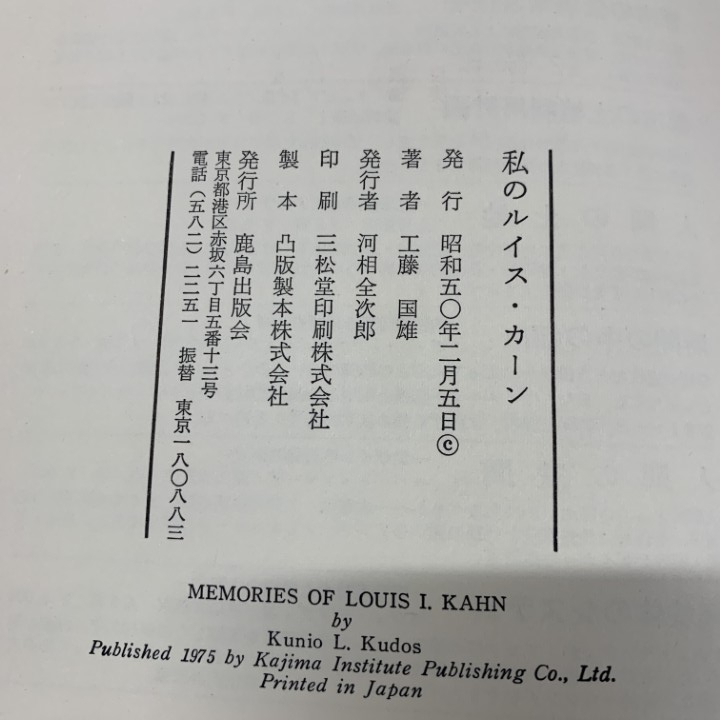 私のルイス・カーン
発行 昭和五〇年二月五日©
著者 工藤国雄
発行者 河相全次郎
印刷 三松堂印刷株式会社
製本 凸版製本株式会社
発行所 鹿島出版会
東京都港区赤坂六丁目五番十三号
電話(五八二)二二五一 振替 東京一八〇八八三
MEMORIES OF LOUIS I. KAHN
by
Kunio L. Kudos
Published 1975 by Kajima Institute Publishing Co., Ltd.
Printed in Japan